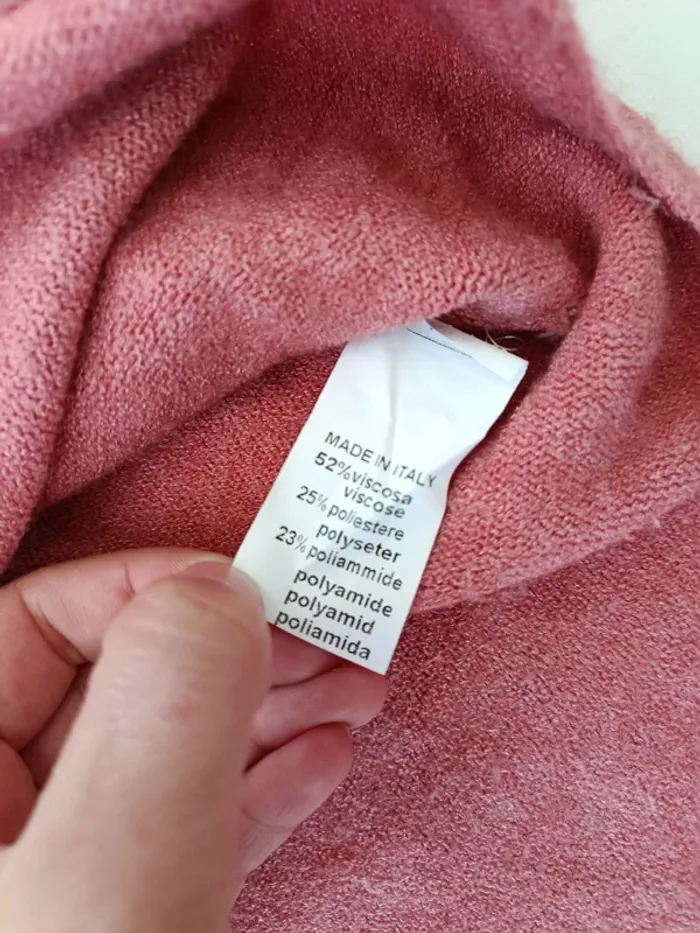 MADE IN ITALY
52%viscosa
viscose
25% poliestere
polyseter
23%poliammide
polyamide
polyamid
poliamida